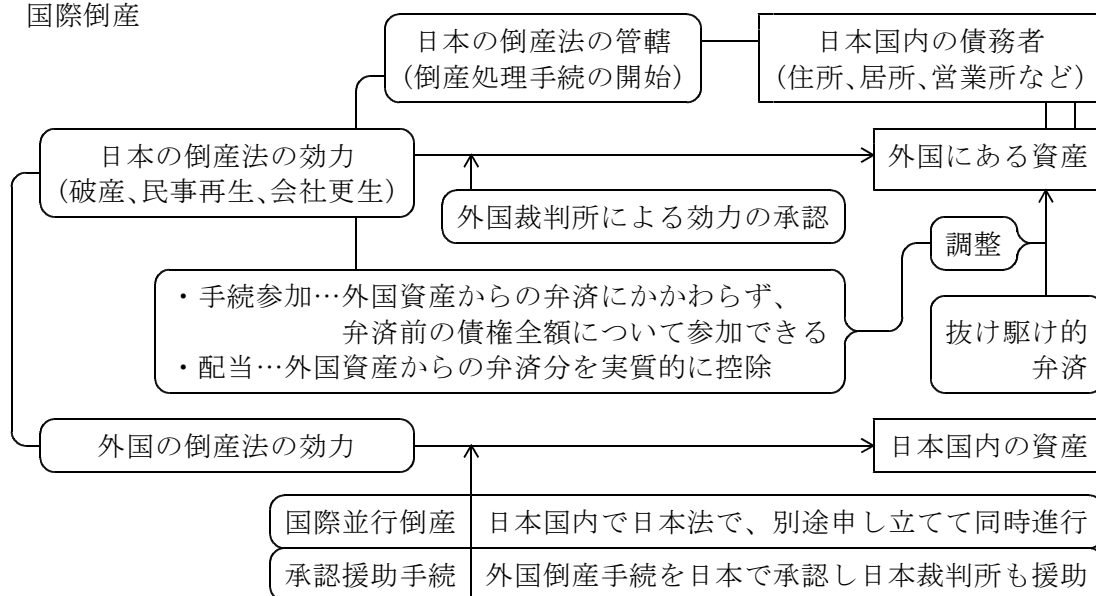 国際倒産
日本の倒産法の管轄
(倒産処理手続の開始)
日本国内の債務者
(住所、居所、営業所など)
日本の倒産法の効力
(破産、民事再生、会社更生)
外国にある資産
外国裁判所による効力の承認
調整
・手続参加…外国資産からの弁済にかかわらず、
弁済前の債権全額について参加できる
・配当…外国資産からの弁済分を実質的に控除
抜け駆け的
弁済
外国の倒産法の効力
日本国内の資産
国際並行倒産 日本国内で日本法で、別途申し立てて同時進行
承認援助手続 外国倒産手続を日本で承認し日本裁判所も援助